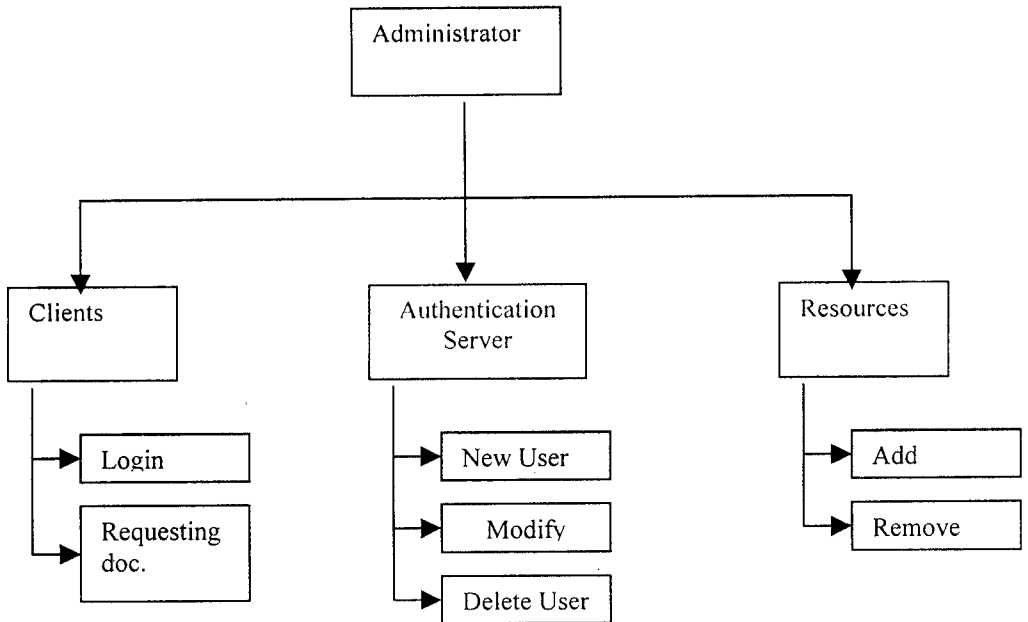 Administrator
Clients
Authentication
Server
Resources
Login
Requesting
doc.
New User
Modify
Delete User
Add
Remove